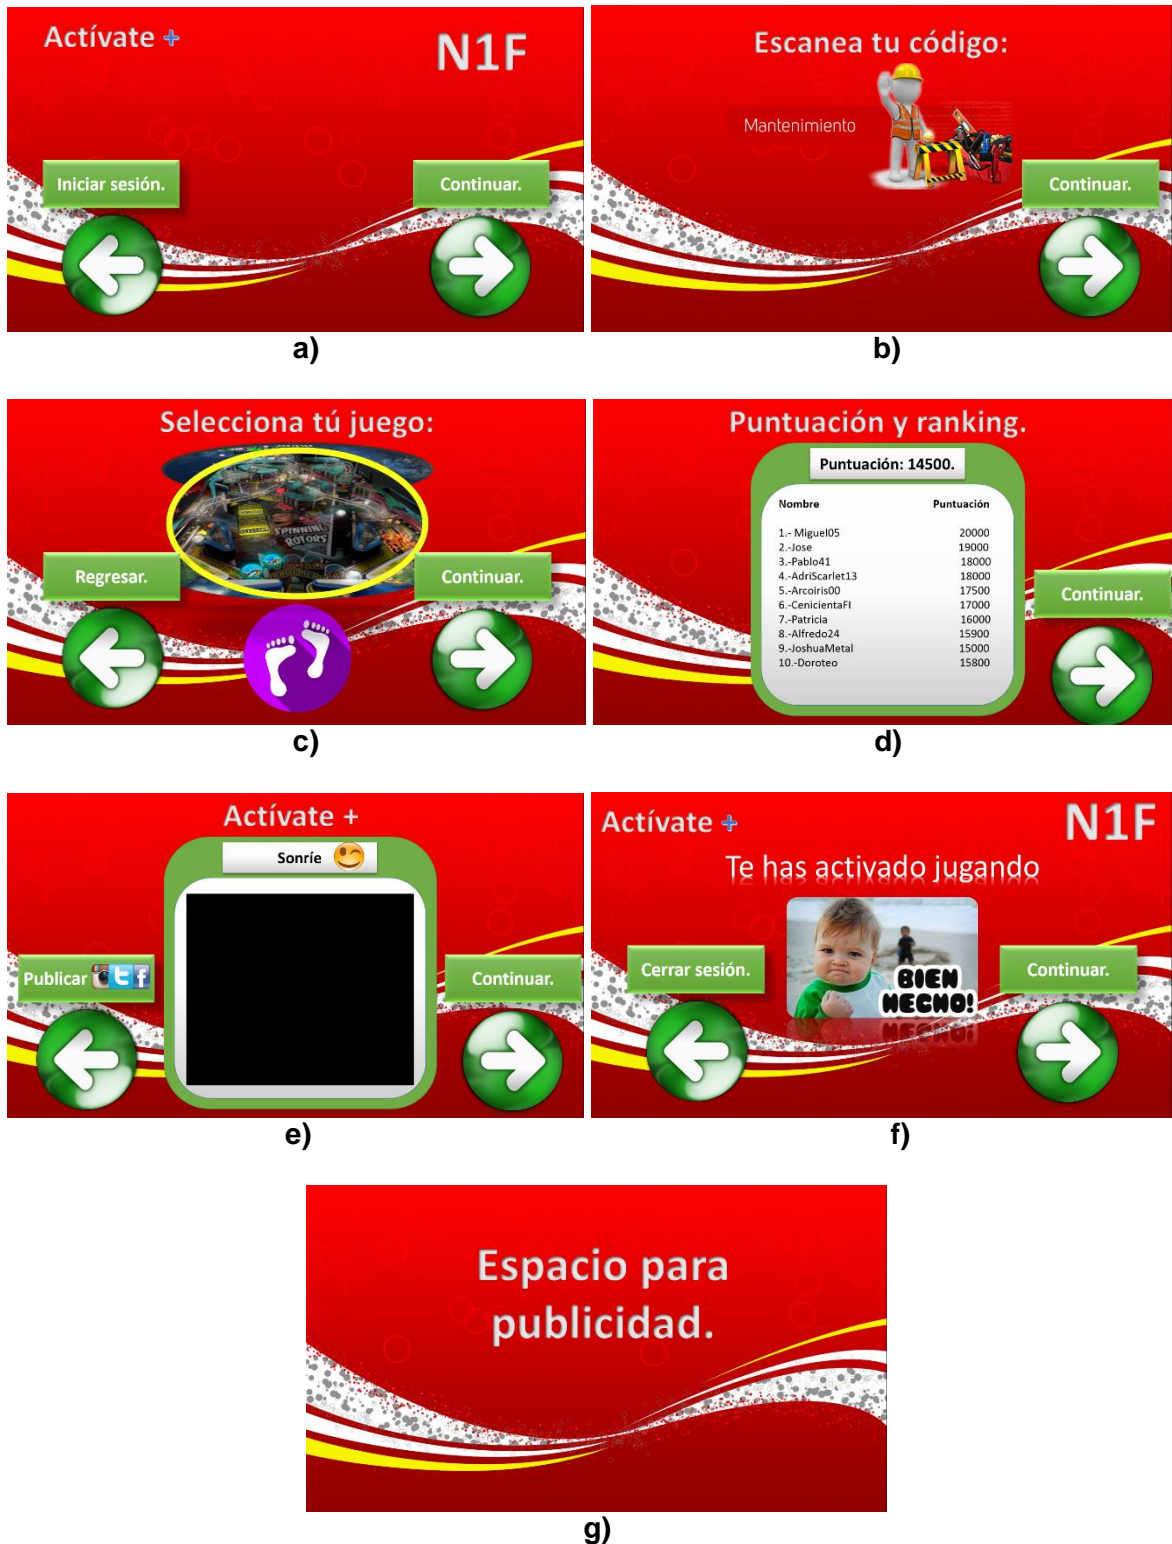 Actívate +
N1F
Iniciar sesión.
Continuar.
a)
Escanea tu código:
Mantenimiento
Continuar.
b)
Selecciona tú juego:
SPINNIN'
ROTORS
Regresar.
Continuar.
c)
Puntuación y ranking.
Puntuación: 14500.
Nombre Puntuación
1.- Miguel05 20000
2.-Jose 19000
3.-Pablo41 18000
4.-AdriScarlet13 18000
5.-Arcoiris00 17500
6.-CenicientaFI 17000
7.-Patricia 16000
8.-Alfredo24 15900
9.-JoshuaMetal 15000
10.-Doroteo 15800
Continuar.
d)
Actívate +
Sonríe
Publicar
Continuar.
e)
Actívate +
N1F
Te has activado jugando
Cerrar sesión.
BIEN
HECHO!
Continuar.
f)
Espacio para
publicidad.
g)